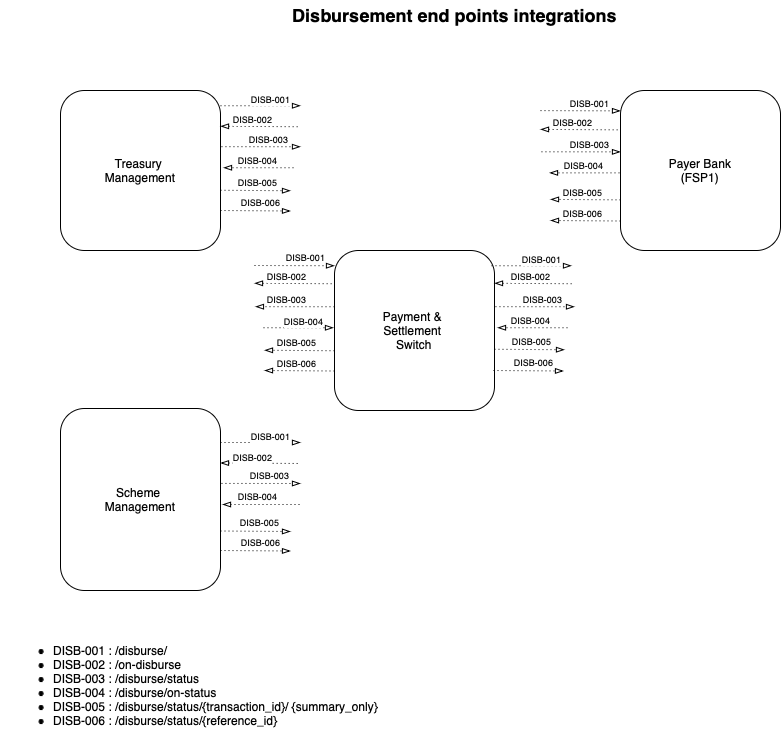 Disbursement end points integrations
DISB-001
DISB-002
DISB-003
DISB-004
DISB-005
DISB-006
Treasury
Management
DISB-001
DISB-002
DISB-003
DISB-004
DISB-005
DISB-006
Payer Bank
(FSP1)
DISB-001
DISB-002
DISB-003
DISB-004
DISB-005
DISB-006
Payment &
Settlement
Switch
DISB-001
DISB-002
DISB-003
DISB-004
DISB-005
DISB-006
Scheme
Management
DISB-001
DISB-002
DISB-003
DISB-004
DISB-005
DISB-006
• DISB-001 : /disburse/
• DISB-002 : /on-disburse
• DISB-003 : /disburse/status
• DISB-004 : /disburse/on-status
• DISB-005 : /disburse/status/{transaction_id}/ {summary_only}
• DISB-006 : /disburse/status/{reference_id}